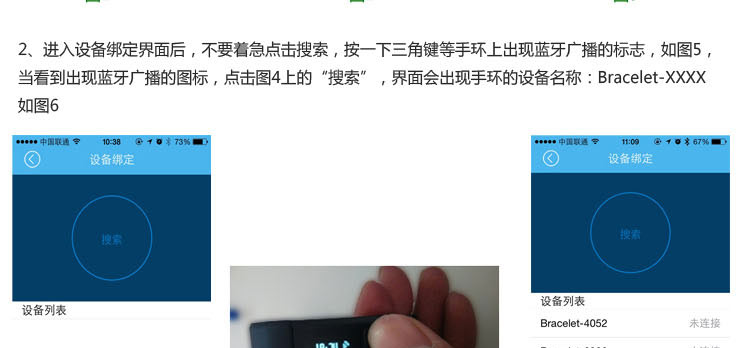 2、进入设备绑定界面后，不要着急点击搜索，按一下三角键等手环上出现蓝牙广播的标志，如图5，
当看到出现蓝牙广播的图标，点击图4上的“搜索”，界面会出现手环的设备名称：Bracelet-XXXX
如图6
中国联通 10:38 73%
设备绑定
搜索
设备列表
中国联通 11:09 67%
设备绑定
搜索
设备列表
Bracelet-4052 未连接